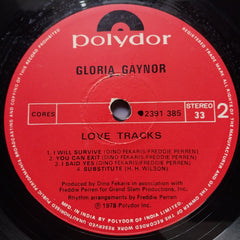 polydor
GLORIA GAYNOR
CORES
2391 385
STEREO
33
2
LOVE TRACKS
1 I WILL SURVIVE (DINO FEKARIS/FREDDIE PERREN)
2 YOU CAN EXIT (DINO FEKARIS/FREDDIE PERREN)
3 I SAID YES (DINO FEKARIS/FREDDIE PERREN)
4 SUBSTITUTE (H. H. WILSON)
Produced by Dino Fekaris in association with
Freddie Perren for Grand Slam Productions, Inc.
Rhythm arrangements by Freddie Perren
℗ 1978 Polydor Inc.
IN INDIA BY POLYDOR OF INDIA